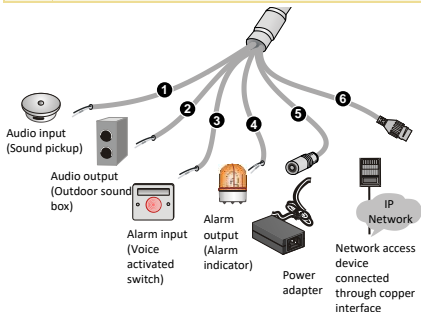 1
2
3
4
5
6
Audio input
(Sound pickup)
Audio output
(Outdoor sound
box)
Alarm input
(Voice
activated
switch)
Alarm
output
(Alarm
indicator)
Power
adapter
IP
Network
Network access
device
connected
through copper
interface